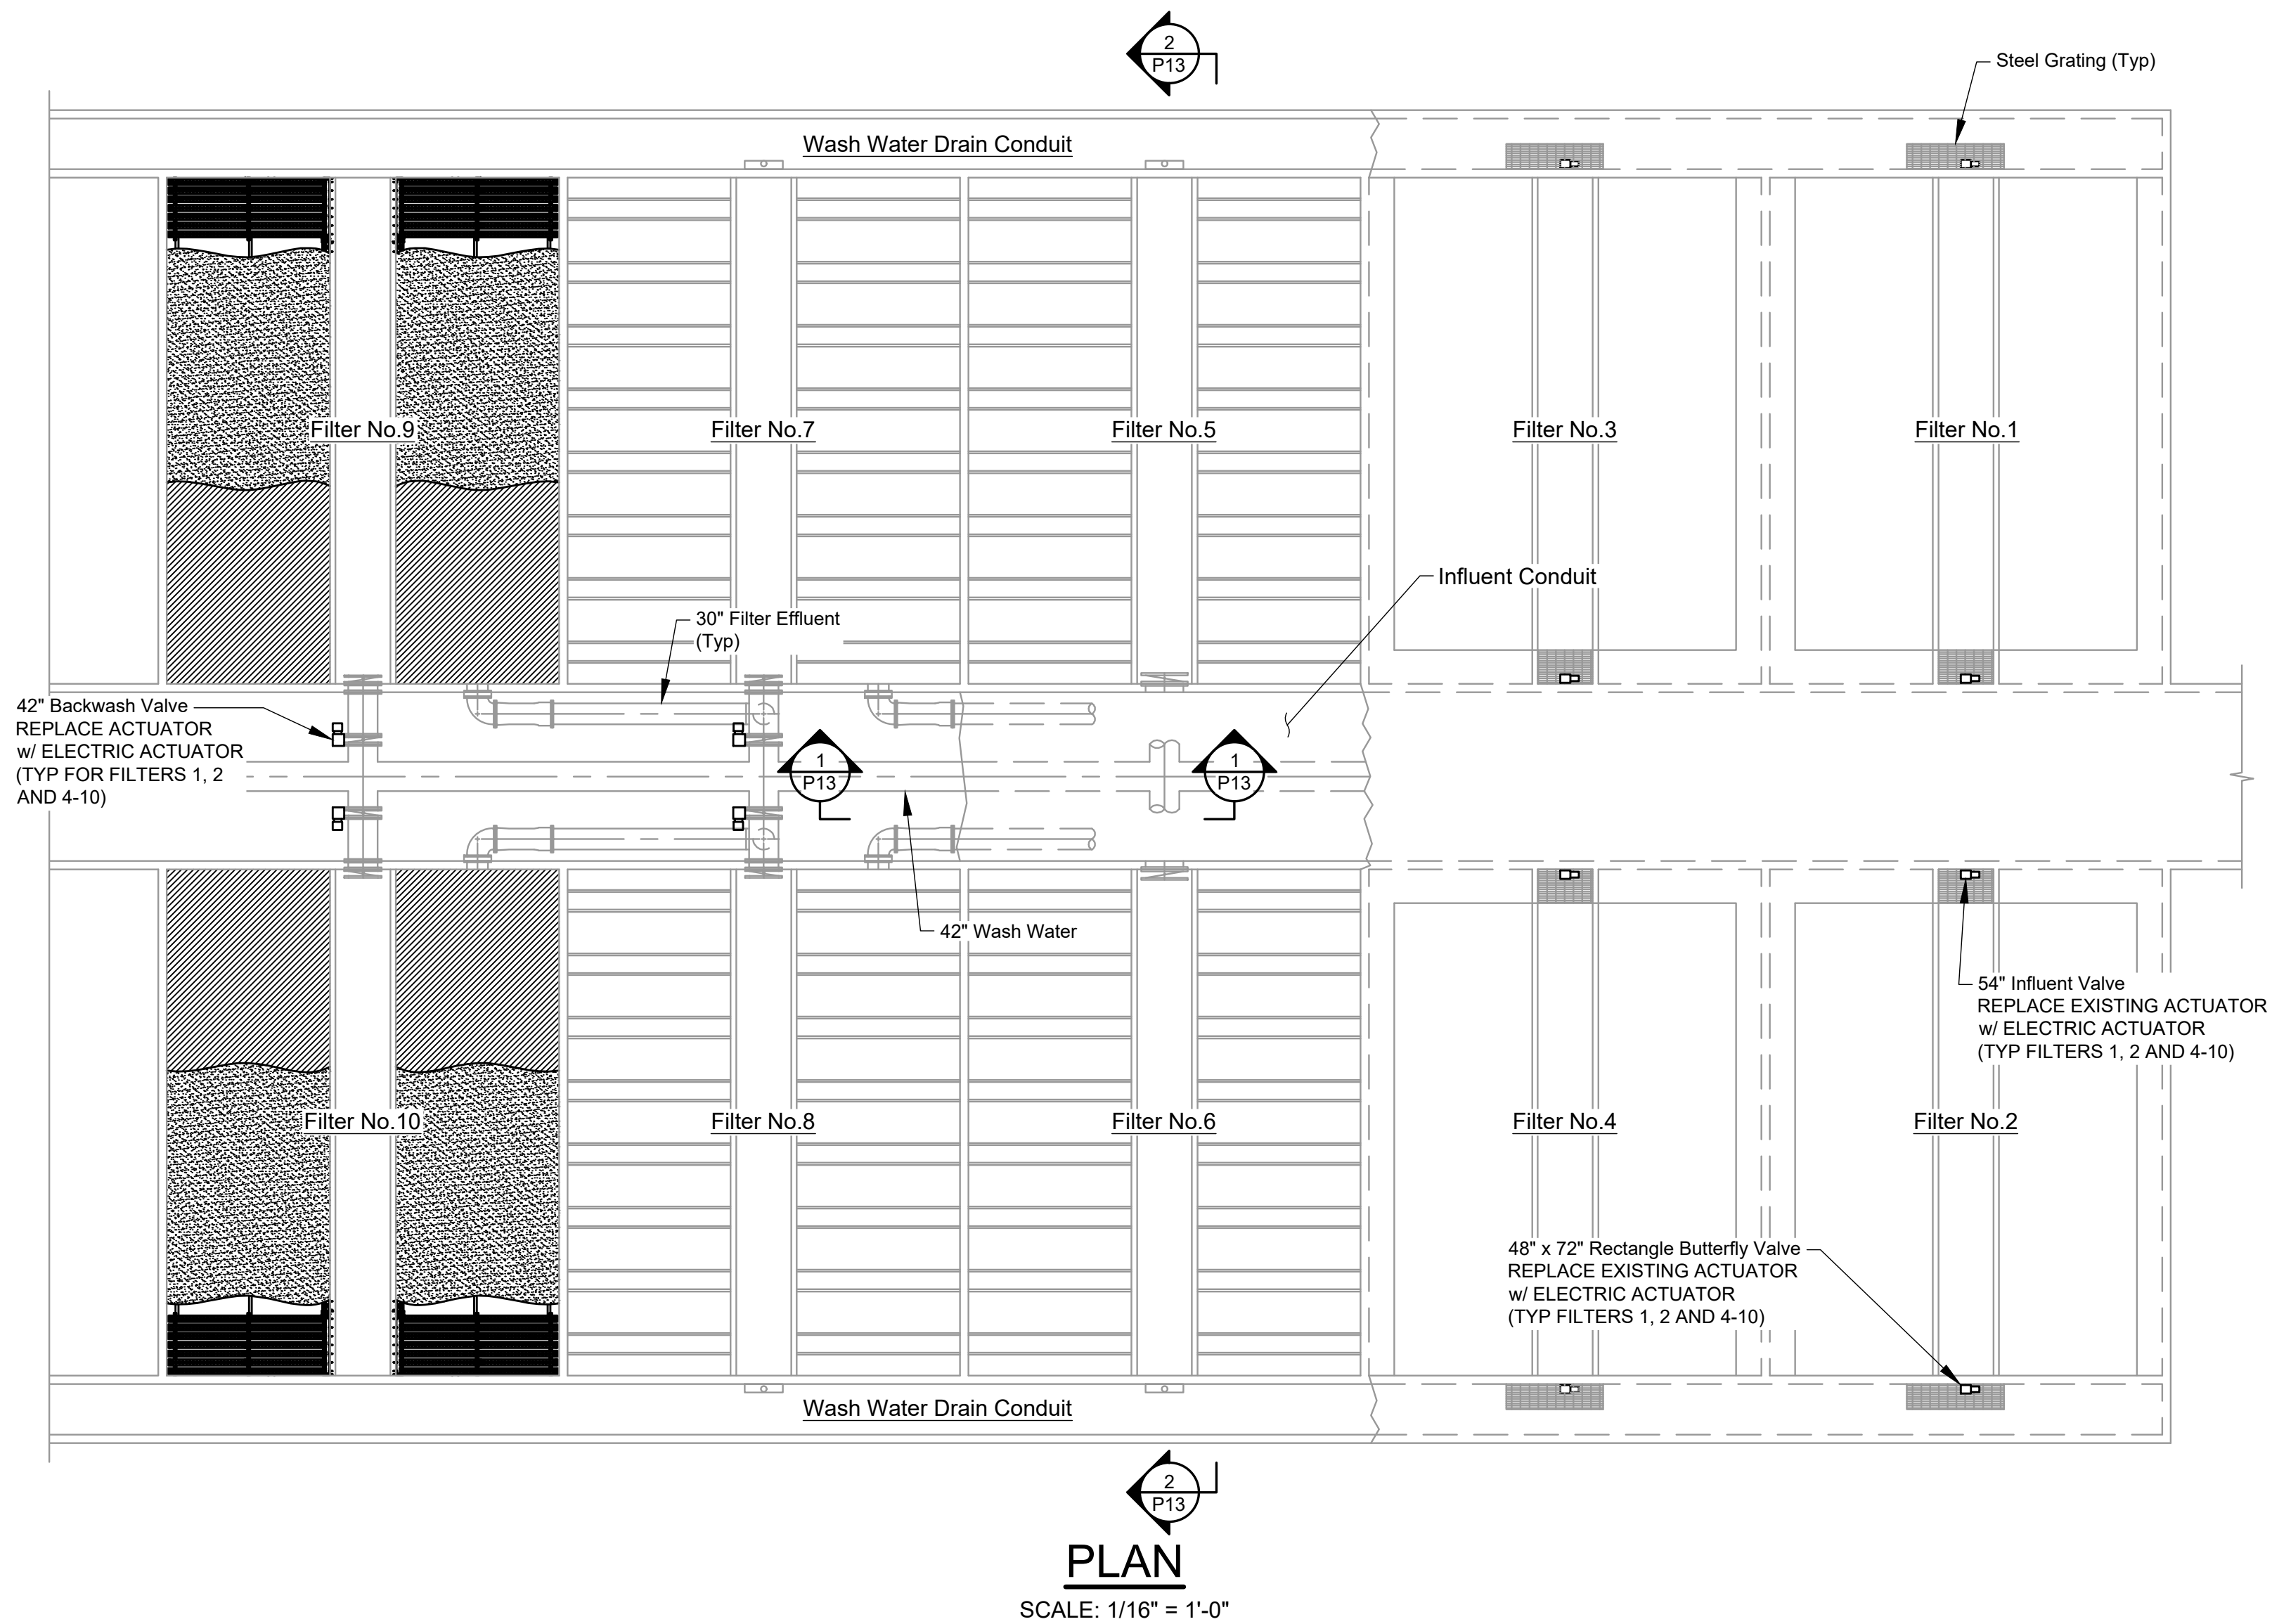 2
P13
Steel Grating (Typ)
Wash Water Drain Conduit
Filter No.9
Filter No.7
Filter No.5
Filter No.3
Filter No.1
Influent Conduit
30" Filter Effluent
(Typ)
42" Backwash Valve
REPLACE ACTUATOR
w/ ELECTRIC ACTUATOR
(TYP FOR FILTERS 1, 2
AND 4-10)
1
P13
1
P13
42" Wash Water
54" Influent Valve
REPLACE EXISTING ACTUATOR
w/ ELECTRIC ACTUATOR
(TYP FILTERS 1, 2 AND 4-10)
Filter No.10
Filter No.8
Filter No.6
Filter No.4
Filter No.2
48" x 72" Rectangle Butterfly Valve
REPLACE EXISTING ACTUATOR
w/ ELECTRIC ACTUATOR
(TYP FILTERS 1, 2 AND 4-10)
Wash Water Drain Conduit
2
P13
PLAN
SCALE: 1/16" = 1'-0"